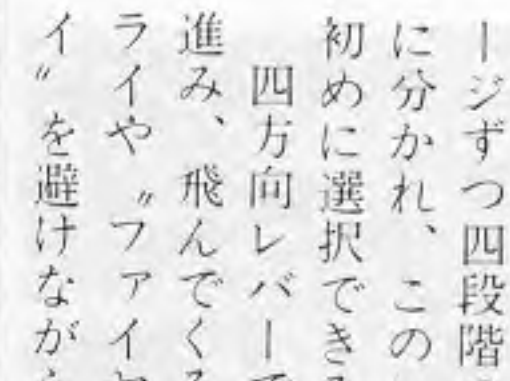 ージずつ四段階
に分かれ、この
初めに選択でき
四方向レバーで
進み、飛んでく
ライや〃ファイ
イ〃を避けなが